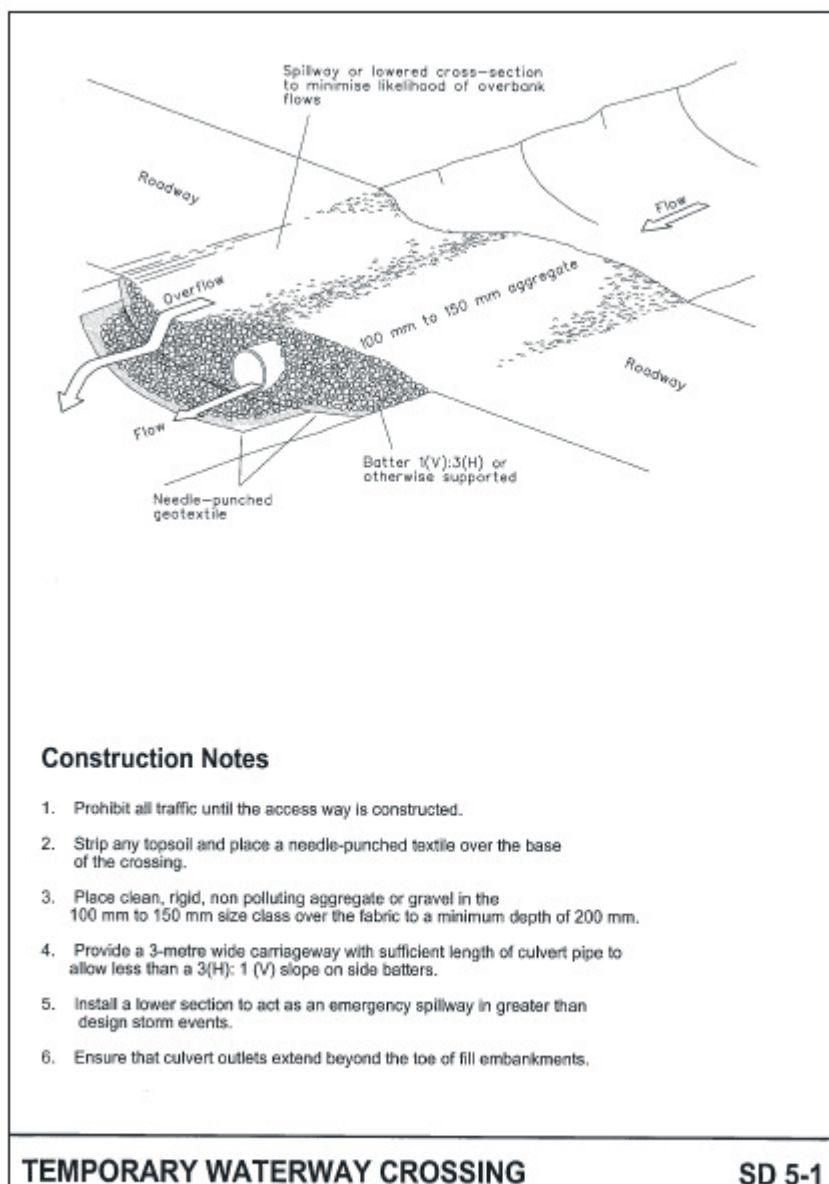 Spillway or lowered cross-section
to minimise likelihood of overbank
flows
Roadway
Flow
Overflow
100 mm to 150 mm aggregate
Roadway
Flow
Batter 1(V):3(H) or
otherwise supported
Needle-punched
geotextile
Construction Notes
1. Prohibit all traffic until the access way is constructed.
2. Strip any topsoil and place a needle-punched textile over the base
of the crossing.
3. Place clean, rigid, non polluting aggregate or gravel in the
100 mm to 150 mm size class over the fabric to a minimum depth of 200 mm.
4. Provide a 3-metre wide carriageway with sufficient length of culvert pipe to
allow less than a 3(H): 1 (V) slope on side batters.
5. Install a lower section to act as an emergency spillway in greater than
design storm events.
6. Ensure that culvert outlets extend beyond the toe of fill embankments.
TEMPORARY WATERWAY CROSSING SD 5-1